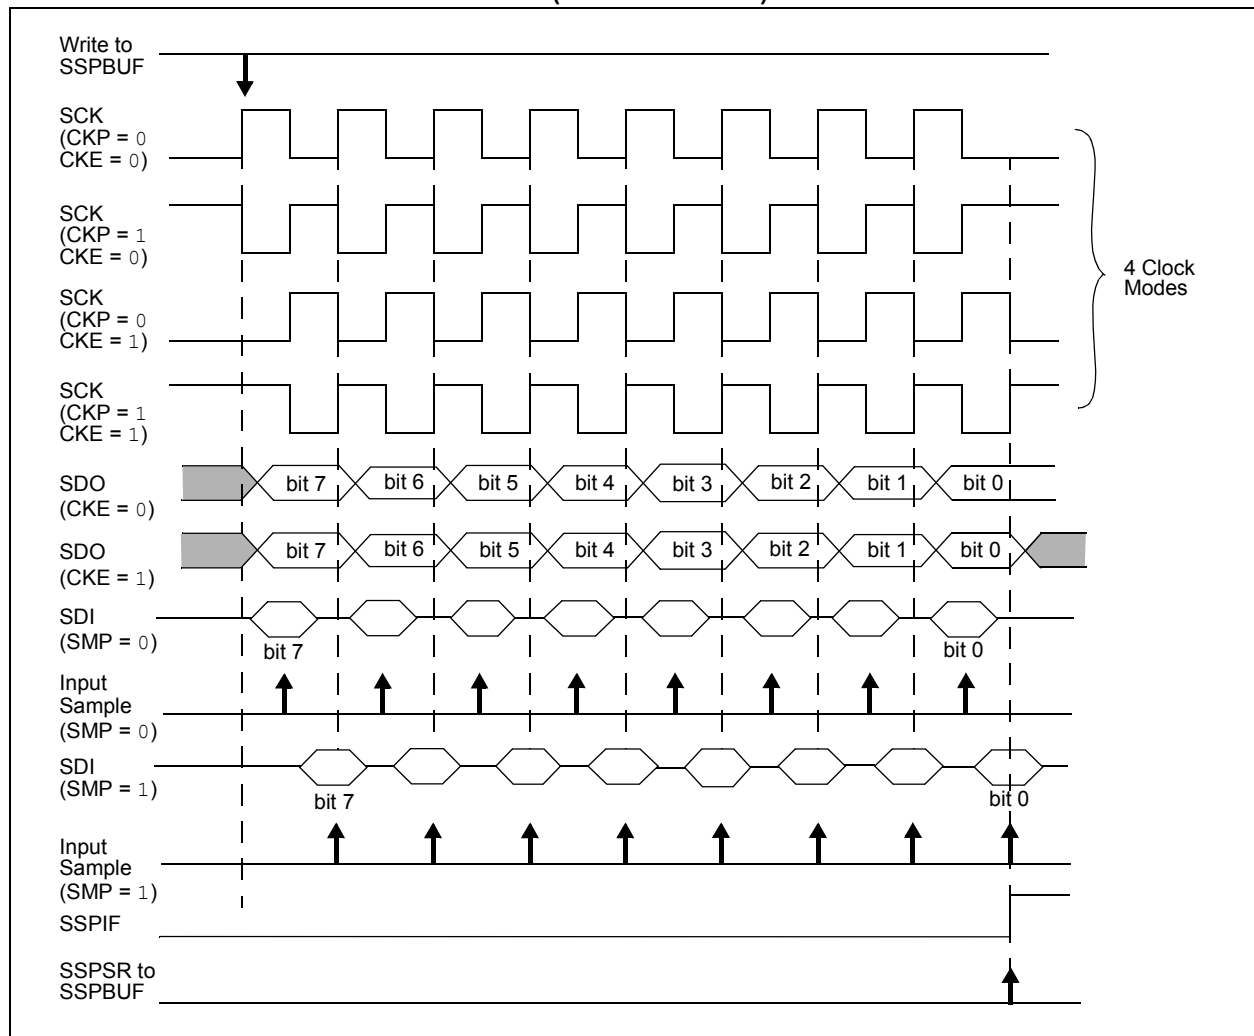 Write to
SSPBUF
SCK
(CKP = 0
CKE = 0)
SCK
(CKP = 1
CKE = 0)
4 Clock
Modes
SCK
(CKP = 0
CKE = 1)
SCK
(CKP = 1
CKE = 1)
SDO
(CKE = 0)
bit 7 bit 6 bit 5 bit 4 bit 3 bit 2 bit 1 bit 0
SDO
(CKE = 1)
bit 7 bit 6 bit 5 bit 4 bit 3 bit 2 bit 1 bit 0
SDI
(SMP = 0)
bit 7 bit 0
Input
Sample
(SMP = 0)
SDI
(SMP = 1)
bit 7 bit 0
Input
Sample
(SMP = 1)
SSPIF
SSPSR to
SSPBUF